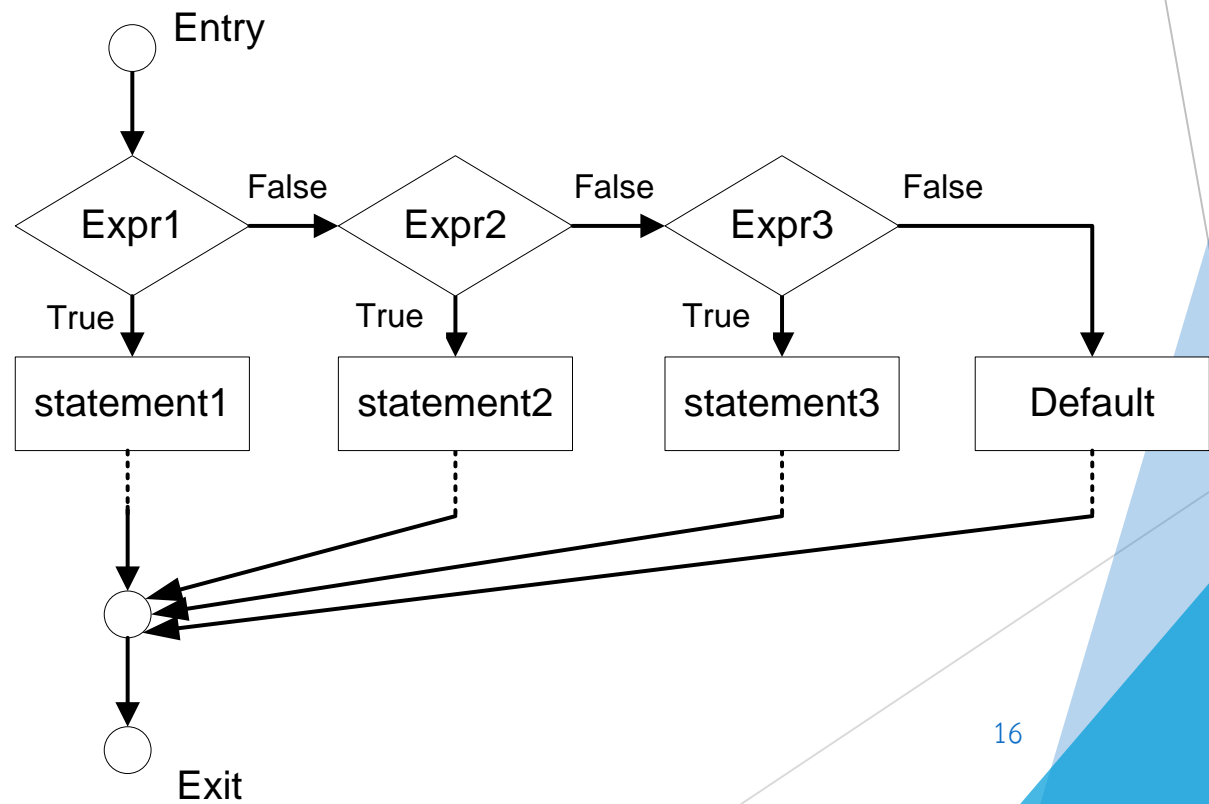 Entry
False
False
False
Expr1
Expr2
Expr3
True
True
True
statement1
statement2
statement3
Default
16
Exit